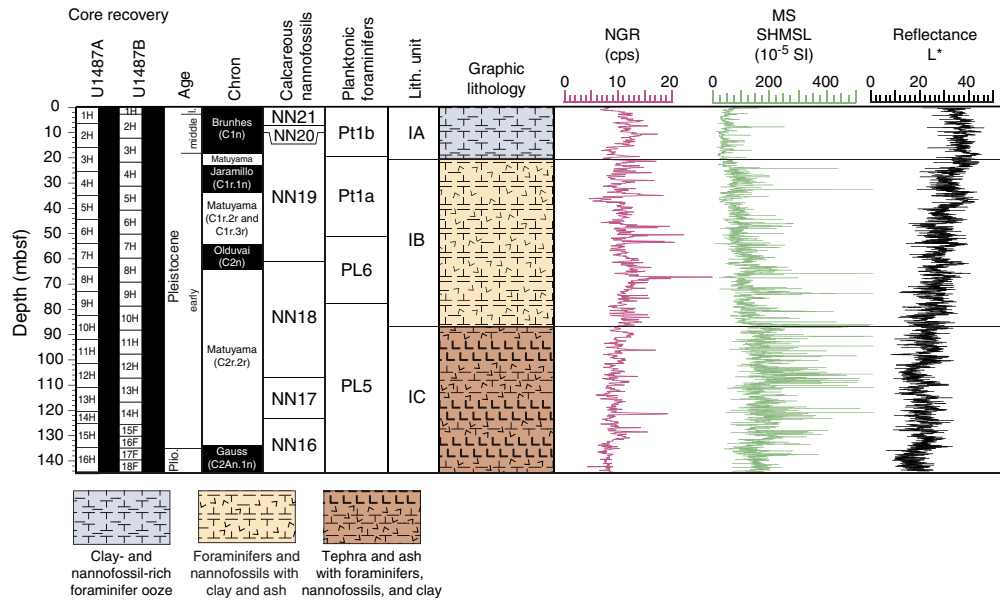 Core recovery
U1487A
U1487B
Age
Chron
Calcareous
nannofossils
Planktonic
foraminifers
Lith. unit
Graphic
lithology
NGR
(cps)
MS
SHMSL
(10-5 SI)
Reflectance
L*
0 10 20
0 200 400
0 20 40
Depth (mbsf)
0
10
20
30
40
50
60
70
80
90
100
110
120
130
140
1H
2H
3H
4H
5H
6H
7H
8H
9H
10H
11H
12H
13H
14H
15H
16H
1H
2H
3H
4H
5H
6H
7H
8H
9H
10H
11H
12H
13H
14H
15F
16F
17F
18F
l.
middle
Pleistocene
early
Plio.
Brunhes
(C1n)
Matuyama
Jaramillo
(C1r.1n)
Matuyama
(C1r.2r and
C1r.3r)
Olduvai
(C2n)
Matuyama
(C2r.2r)
Gauss
(C2An.1n)
NN21
NN20
NN19
NN18
NN17
NN16
Pt1b
Pt1a
PL6
PL5
IA
IB
IC
Clay- and
nannofossil-rich
foraminifer ooze
Foraminifers and
nannofossils with
clay and ash
Tephra and ash
with foraminifers,
nannofossils, and clay